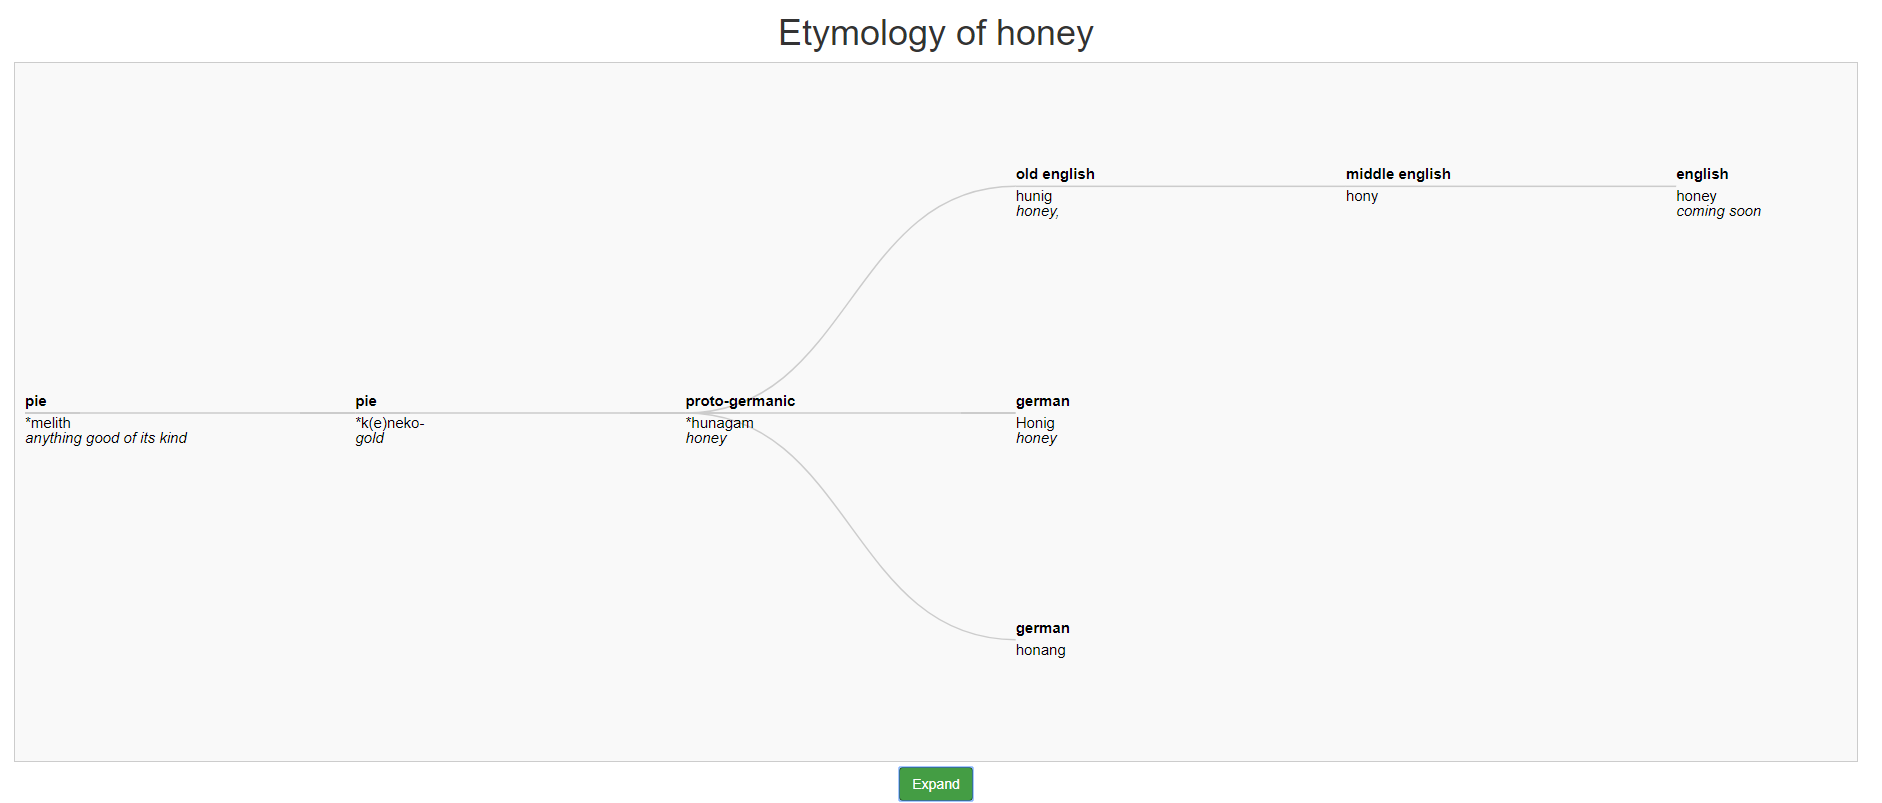 Etymology of honey
old english
hunig
honey,
middle english
hony
english
honey
coming soon
pie
*melith
anything good of its kind
pie
*k(e)neko-
gold
proto-germanic
*hunagam
honey
german
Honig
honey
german
honang
Expand